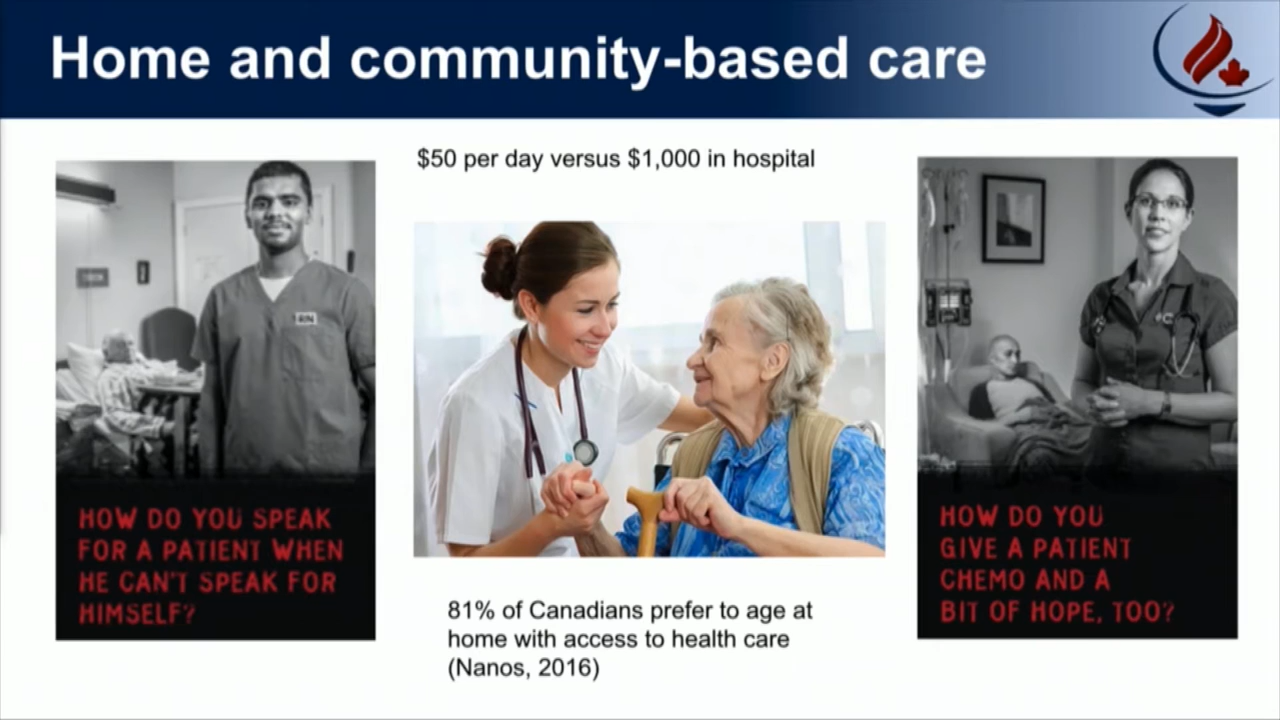 Home and community-based care
$50 per day versus $1,000 in hospital
RN
HOW DO YOU SPEAK
FOR A PATIENT WHEN
HE CAN'T SPEAK FOR
HIMSELF?
HOW DO YOU
GIVE A PATIENT
CHEMO AND A
BIT OF HOPE, TOO?
81% of Canadians prefer to age at
home with access to health care
(Nanos, 2016)